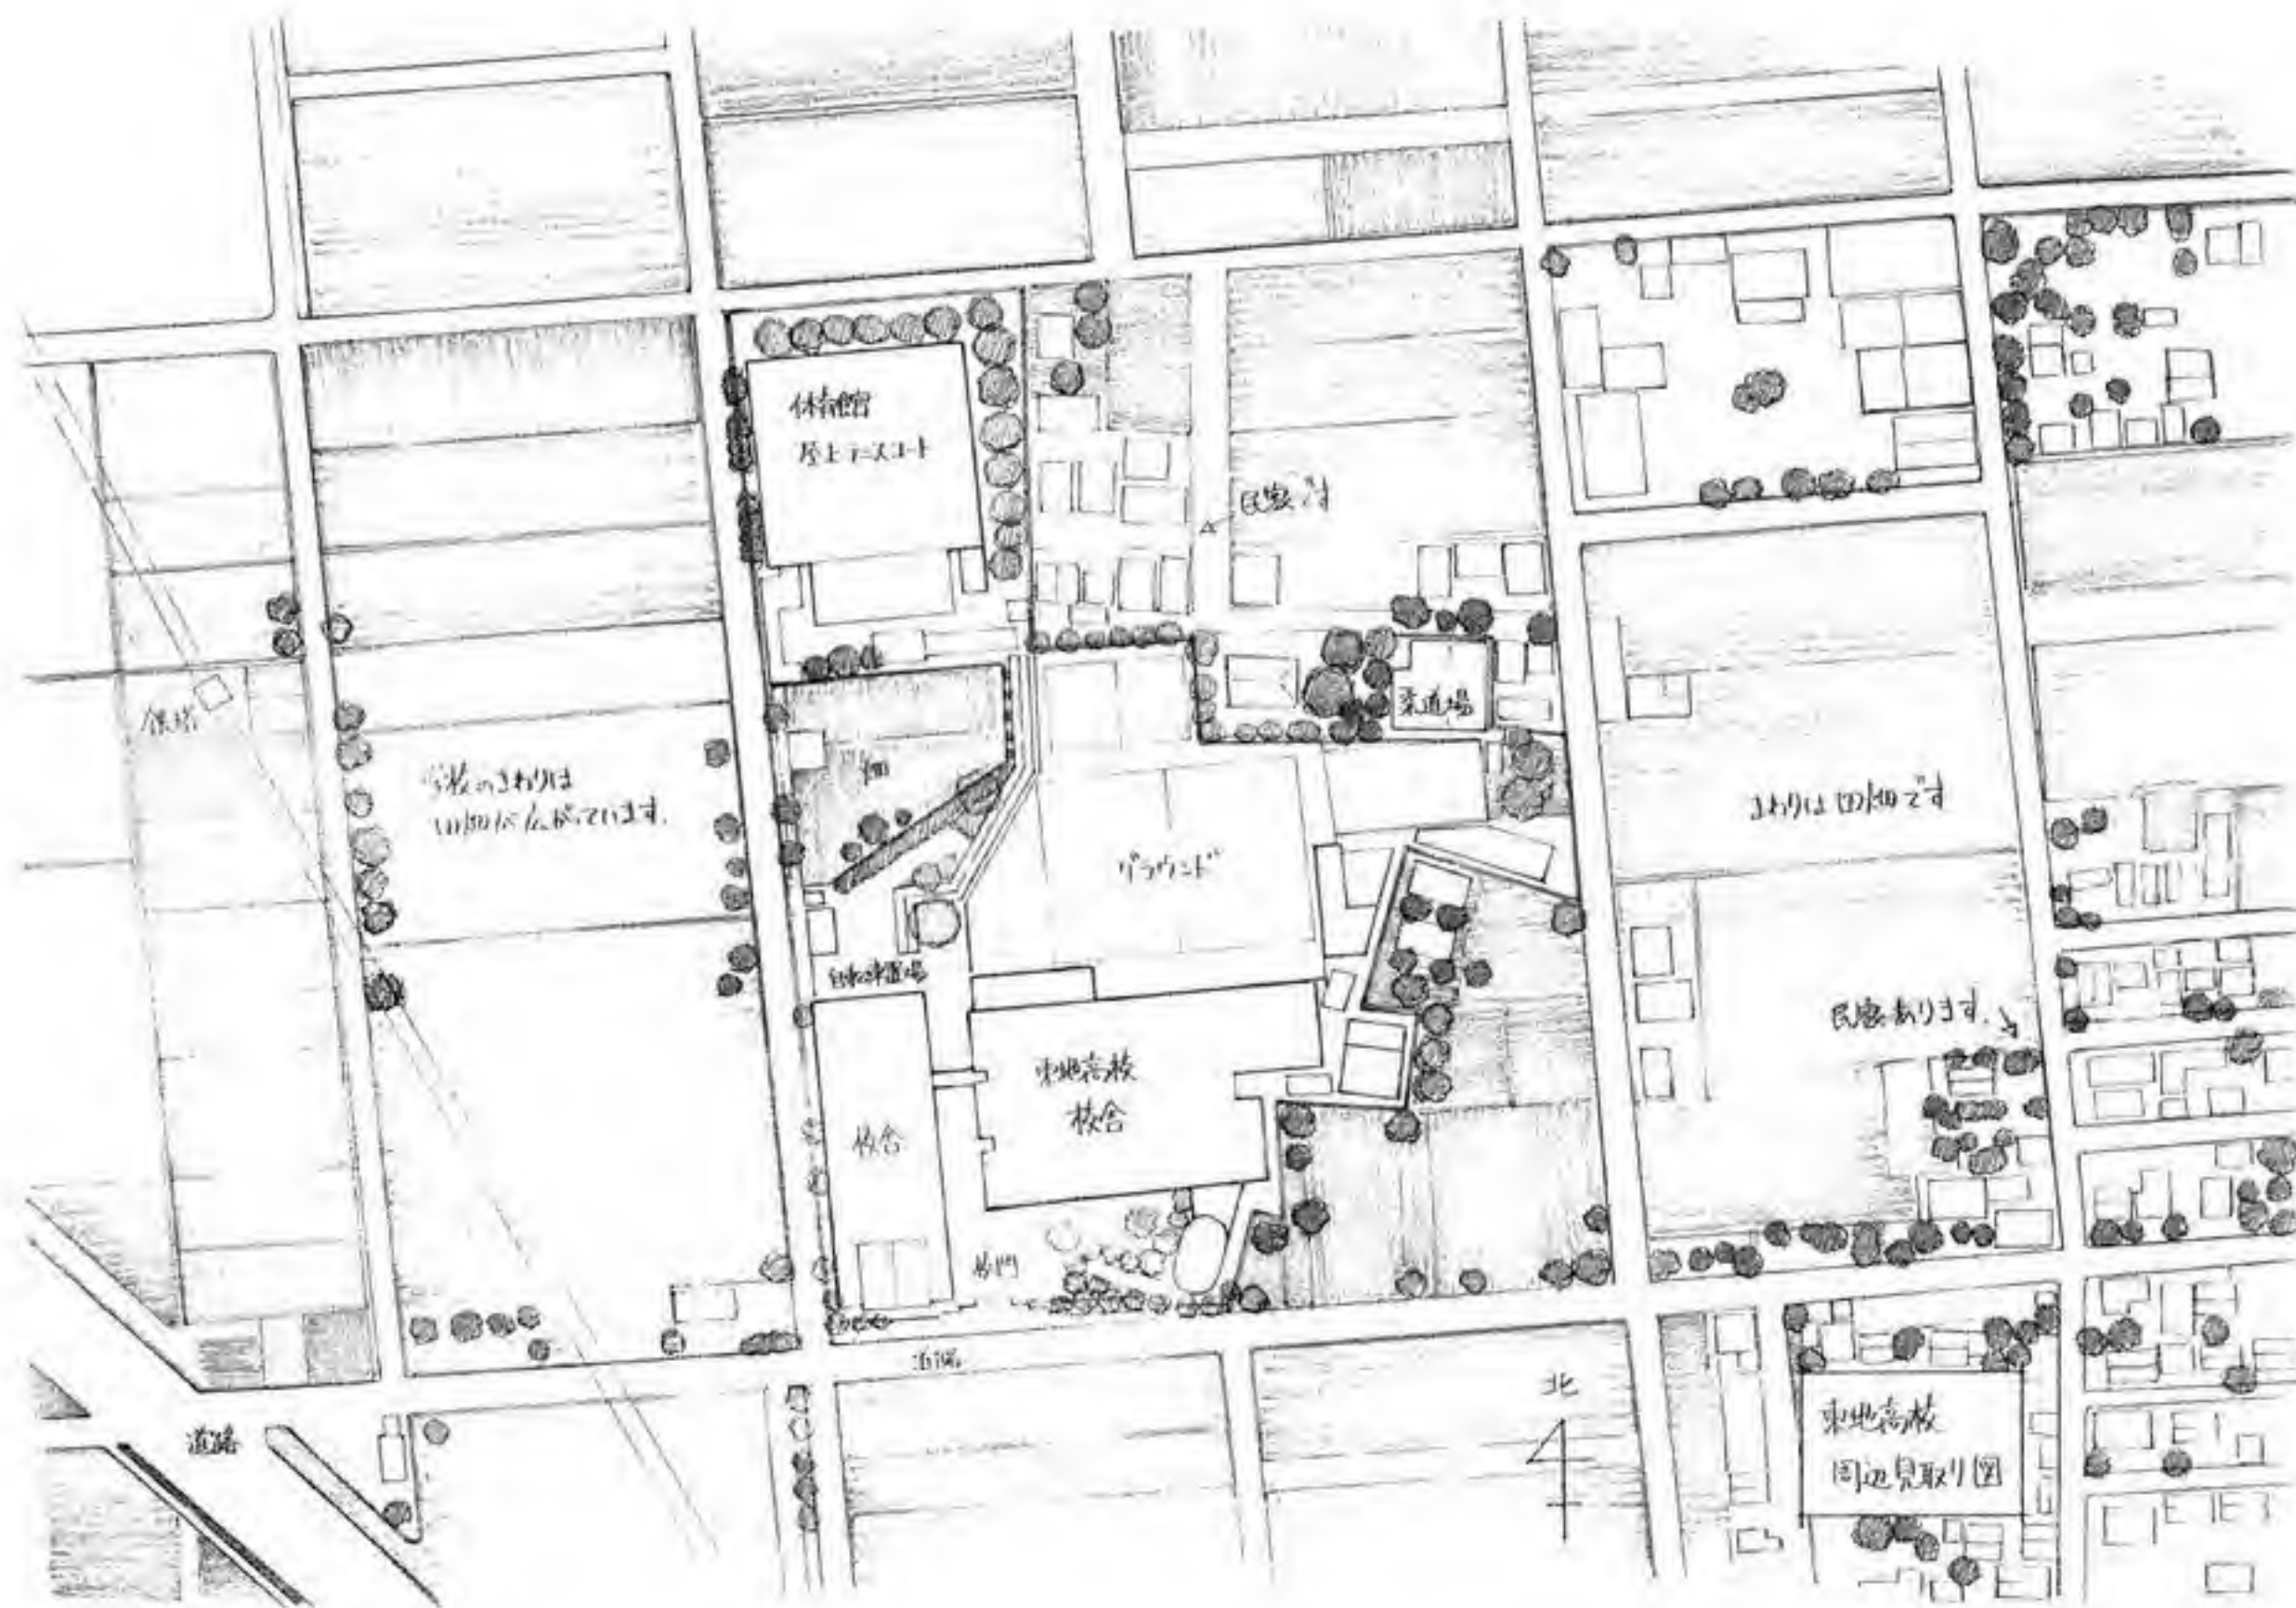 体育館
屋上テニスコート
民家です
柔道場
鉄塔
学校のまわりは
田畑が広がっています。
畑
グラウンド
まわりは田畑です
自転車置場
民家あります。
東地高校
校舎
校舎
校門
道路
道路
北
東地高校
周辺見取り図